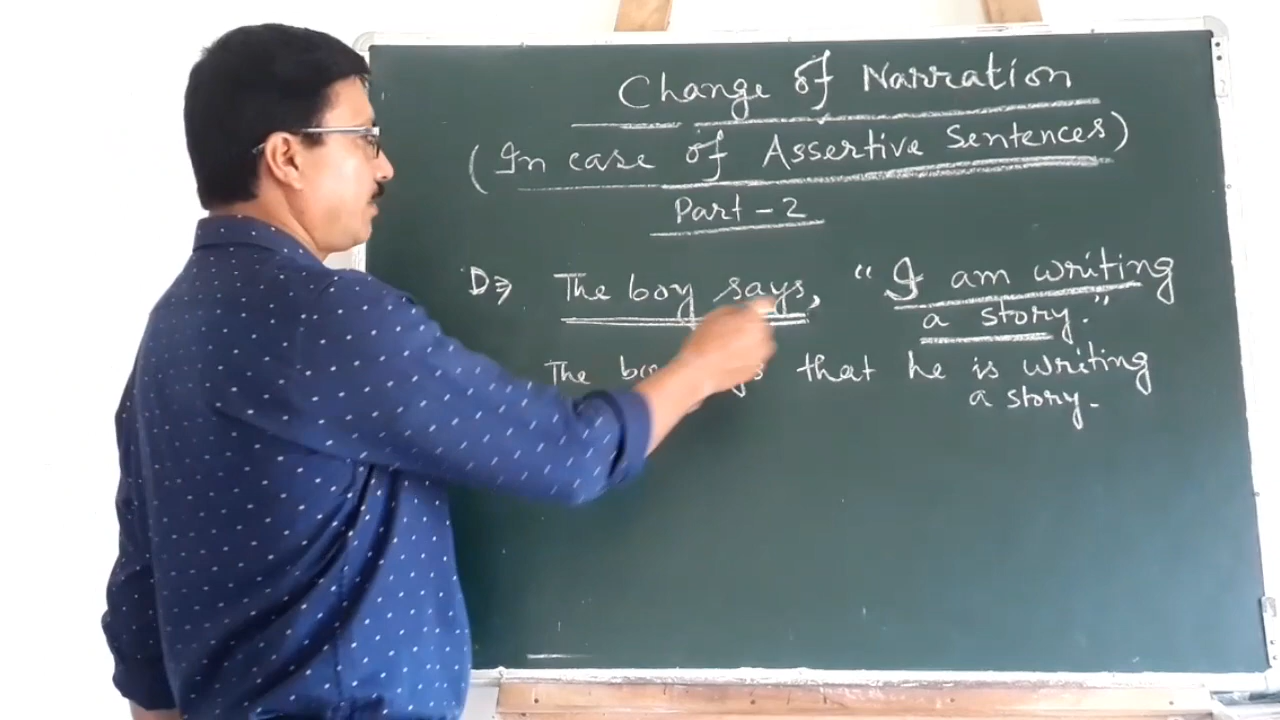 Change of Narration
(In case of Assertive Sentences)
Part-2
D⇒ The boy says, "I am writing
a story."
The that he is writing
a story.